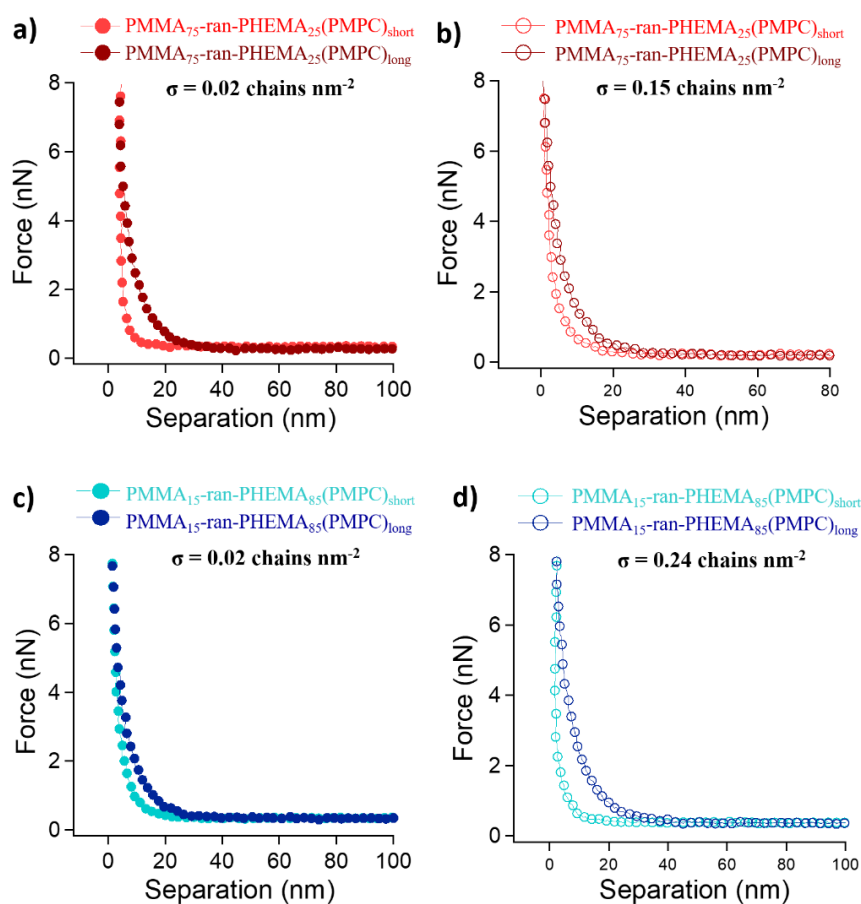 a)
PMMA₇₅-ran-PHEMA₂₅(PMPC)short
PMMA₇₅-ran-PHEMA₂₅(PMPC)long
σ = 0.02 chains nm⁻²
8
6
4
2
0
Force (nN)
0 20 40 60 80 100
Separation (nm)
b)
PMMA₇₅-ran-PHEMA₂₅(PMPC)short
PMMA₇₅-ran-PHEMA₂₅(PMPC)long
σ = 0.15 chains nm⁻²
8
6
4
2
0
Force (nN)
0 20 40 60 80
Separation (nm)
c)
PMMA₁₅-ran-PHEMA₈₅(PMPC)short
PMMA₁₅-ran-PHEMA₈₅(PMPC)long
σ = 0.02 chains nm⁻²
8
6
4
2
0
Force (nN)
0 20 40 60 80 100
Separation (nm)
d)
PMMA₁₅-ran-PHEMA₈₅(PMPC)short
PMMA₁₅-ran-PHEMA₈₅(PMPC)long
σ = 0.24 chains nm⁻²
8
6
4
2
0
Force (nN)
0 20 40 60 80 100
Separation (nm)